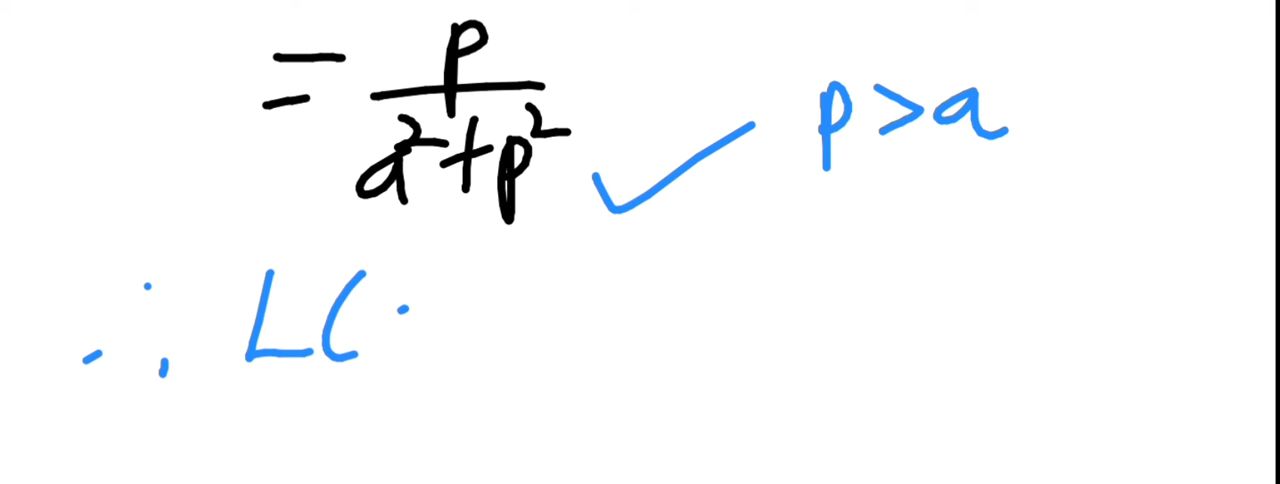 = p / (a² + p²) ✓ p > a
∴ L(